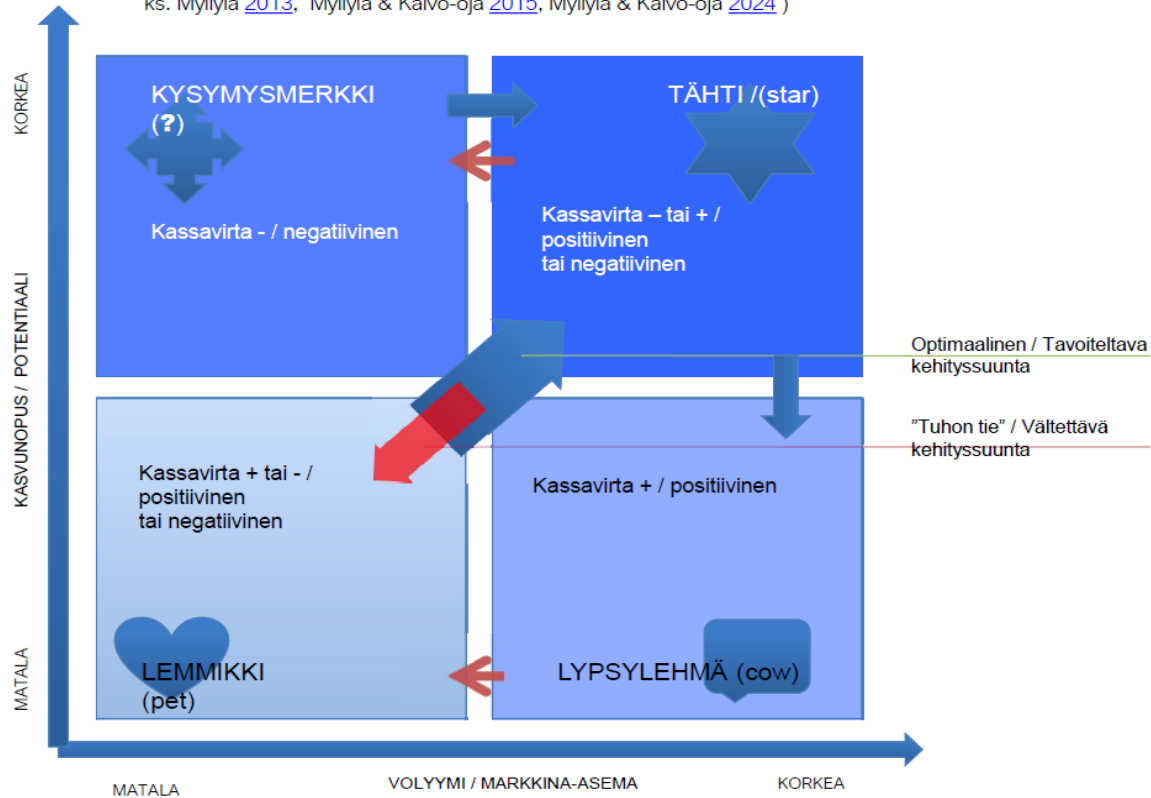 ks. Myllylä 2013, Myllylä & Kaivo-oja 2015, Myllylä & Kaivo-oja 2024 )
KORKEA
KYSYMYSMERKKI
(?)
TÄHTI /(star)
Kassavirta - / negatiivinen
Kassavirta – tai + /
positiivinen
tai negatiivinen
KASVUNOPUS / POTENTIAALI
Optimaalinen / Tavoiteltava
kehityssuunta
"Tuhon tie" / Vältettävä
kehityssuunta
Kassavirta + tai - /
positiivinen
tai negatiivinen
Kassavirta + / positiivinen
MATALA
LEMMIKKI
(pet)
LYPSYLEHMÄ (cow)
MATALA
VOLYYMI / MARKKINA-ASEMA
KORKEA